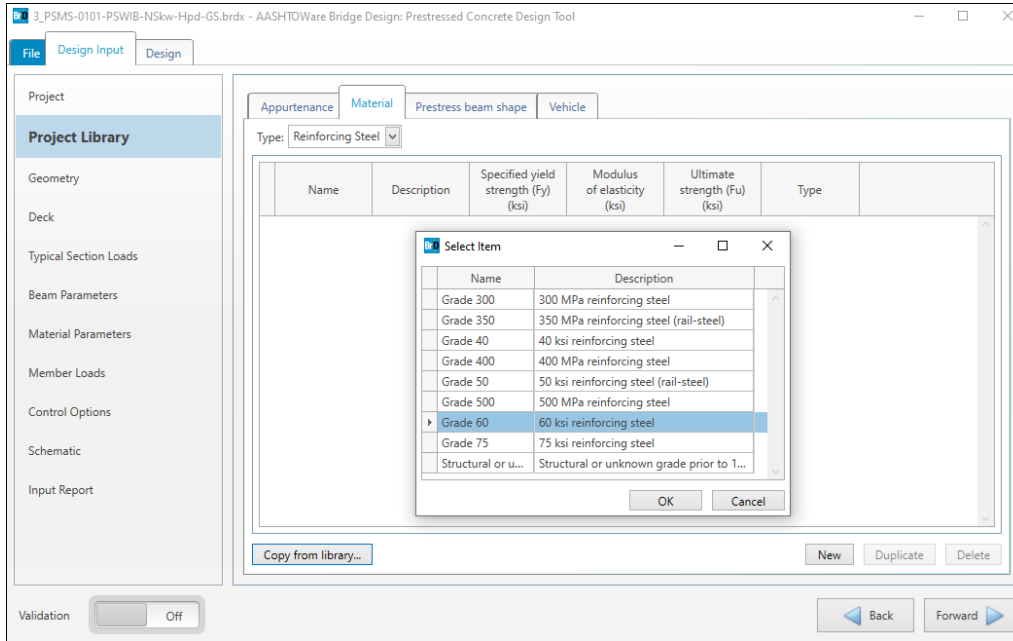 BrD 3_PSMS-0101-PSWIB-NSkw-Hpd-GS.brdx - AASHTOWare Bridge Design: Prestressed Concrete Design Tool
File Design Input Design
Project
Project Library
Geometry
Deck
Typical Section Loads
Beam Parameters
Material Parameters
Member Loads
Control Options
Schematic
Input Report
Appurtenance Material Prestress beam shape Vehicle
Type: Reinforcing Steel
Name Description Specified yield strength (Fy) (ksi) Modulus of elasticity (ksi) Ultimate strength (Fu) (ksi) Type
BrD Select Item
Name Description
Grade 300 300 MPa reinforcing steel
Grade 350 350 MPa reinforcing steel (rail-steel)
Grade 40 40 ksi reinforcing steel
Grade 400 400 MPa reinforcing steel
Grade 50 50 ksi reinforcing steel (rail-steel)
Grade 500 500 MPa reinforcing steel
Grade 60 60 ksi reinforcing steel
Grade 75 75 ksi reinforcing steel
Structural or u... Structural or unknown grade prior to 1...
OK Cancel
Copy from library... New Duplicate Delete
Validation Off Back Forward